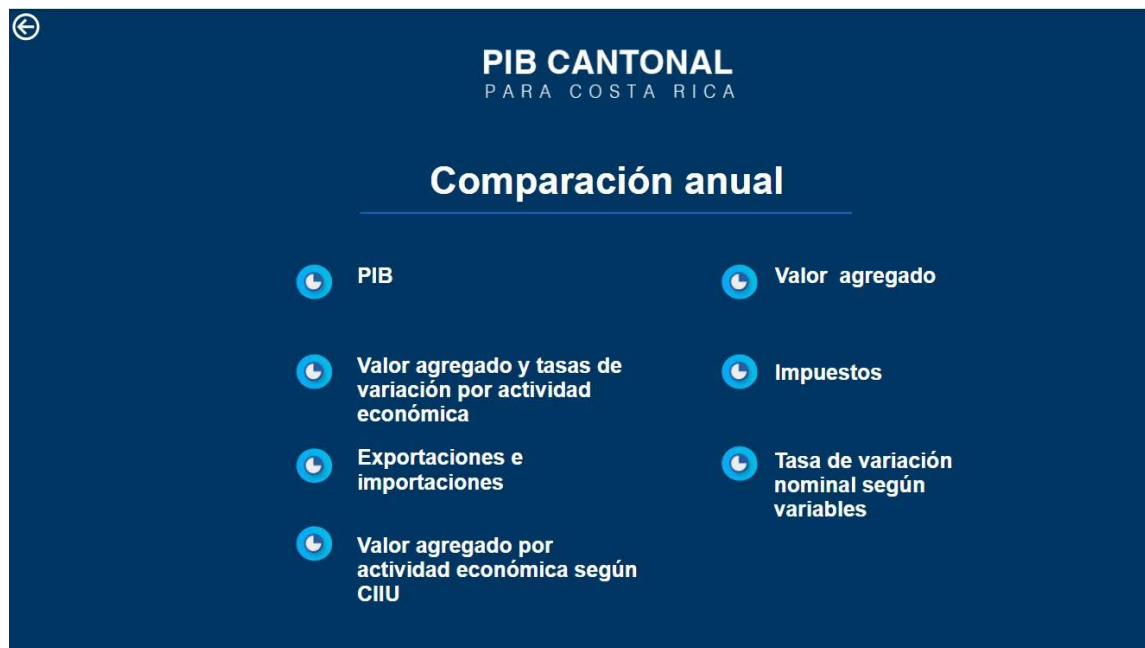 PIB CANTONAL
PARA COSTA RICA
Comparación anual
PIB
Valor agregado y tasas de
variación por actividad
económica
Exportaciones e
importaciones
Valor agregado por
actividad económica según
CIIU
Valor agregado
Impuestos
Tasa de variación
nominal según
variables